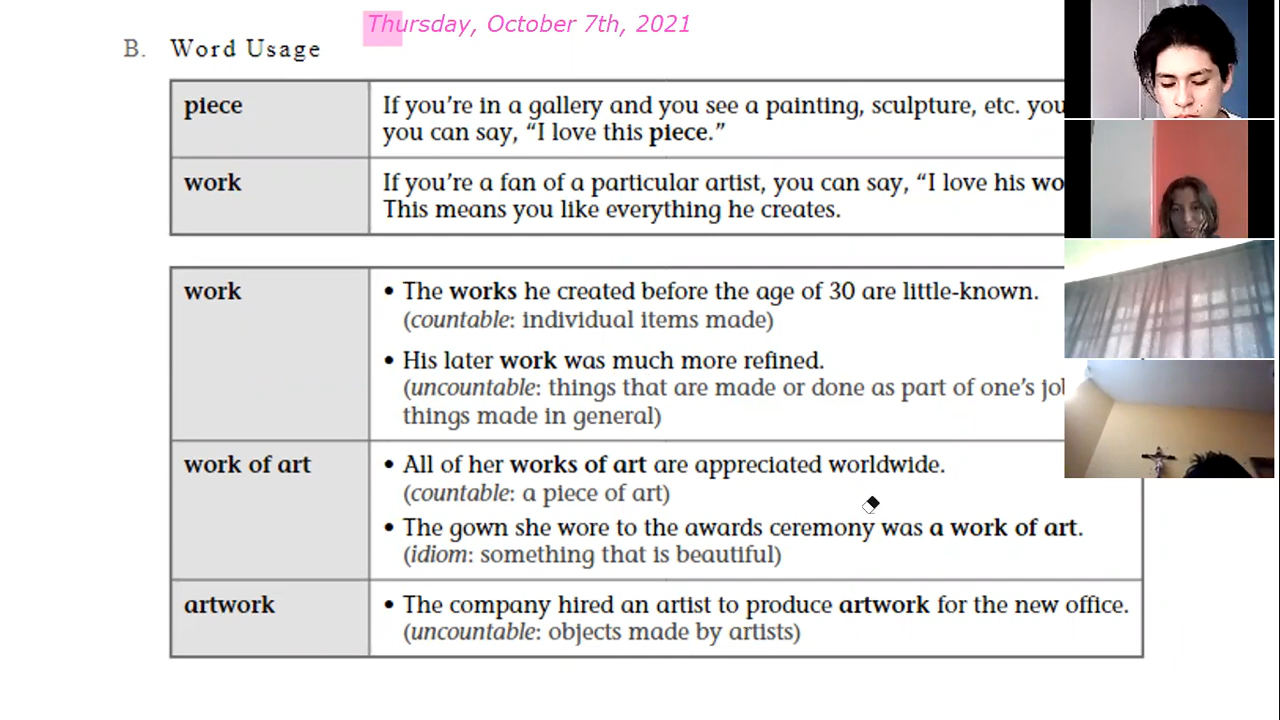 Thursday, October 7th, 2021
B. Word Usage
piece
If you're in a gallery and you see a painting, sculpture, etc. you
you can say, “I love this piece.”
work
If you're a fan of a particular artist, you can say, “I love his wo
This means you like everything he creates.
work
• The works he created before the age of 30 are little-known.
(countable: individual items made)
• His later work was much more refined.
(uncountable: things that are made or done as part of one's jo
things made in general)
work of art
• All of her works of art are appreciated worldwide.
(countable: a piece of art)
• The gown she wore to the awards ceremony was a work of art.
(idiom: something that is beautiful)
artwork
• The company hired an artist to produce artwork for the new office.
(uncountable: objects made by artists)